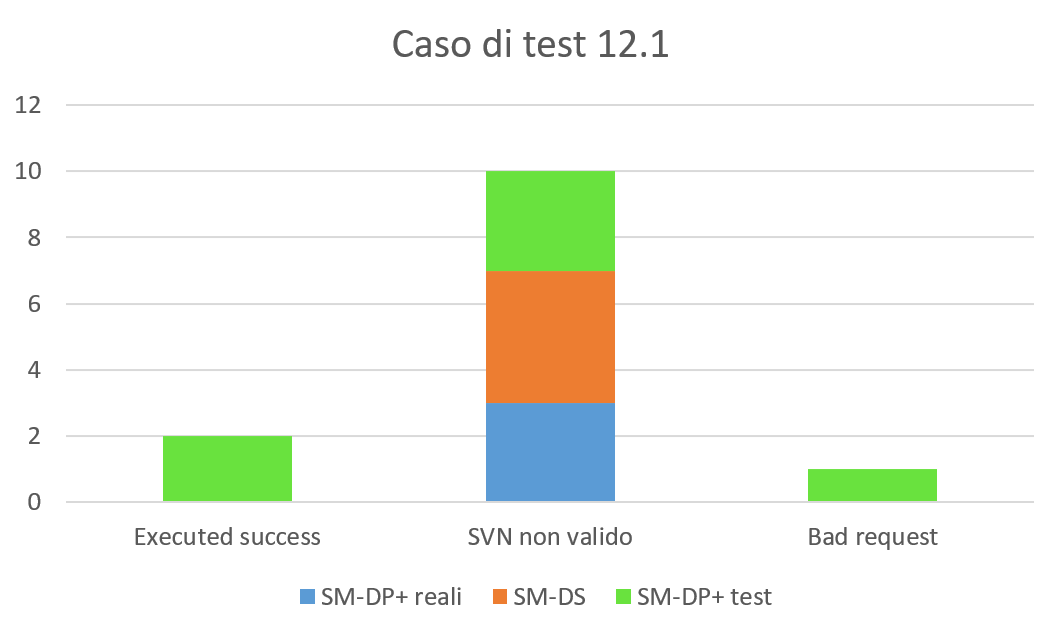 Caso di test 12.1
12
10
8
6
4
2
0
Executed success SVN non valido Bad request
SM-DP+ reali SM-DS SM-DP+ test